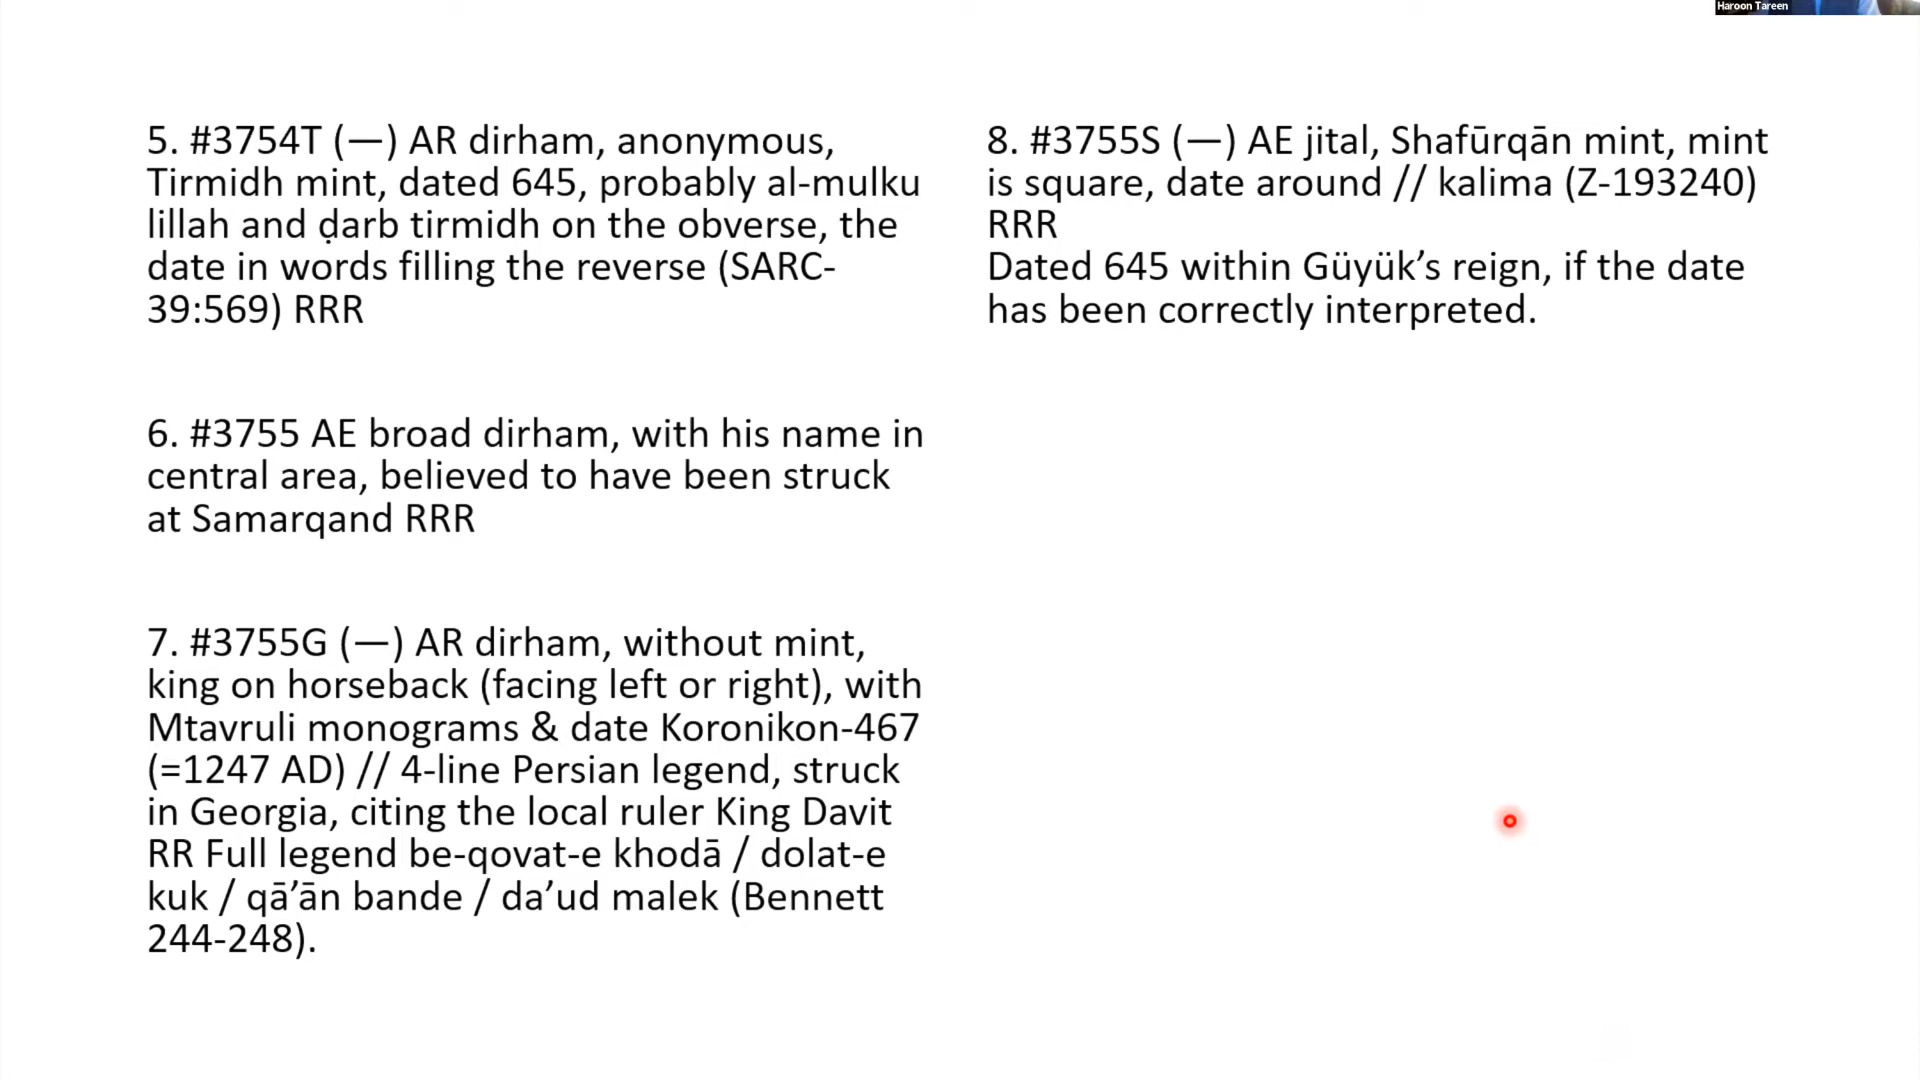 Haroon Tareen
5. #3754T (—) AR dirham, anonymous,
Tirmidh mint, dated 645, probably al-mulku
lillah and ḍarb tirmidh on the obverse, the
date in words filling the reverse (SARC-
39:569) RRR
6. #3755 AE broad dirham, with his name in
central area, believed to have been struck
at Samarqand RRR
7. #3755G (—) AR dirham, without mint,
king on horseback (facing left or right), with
Mtavruli monograms & date Koronikon-467
(=1247 AD) // 4-line Persian legend, struck
in Georgia, citing the local ruler King Davit
RR Full legend be-qovat-e khodā / dolat-e
kuk / qā’ān bande / da’ud malek (Bennett
244-248).
8. #3755S (—) AE jital, Shafūrqān mint, mint
is square, date around // kalima (Z-193240)
RRR
Dated 645 within Güyük’s reign, if the date
has been correctly interpreted.